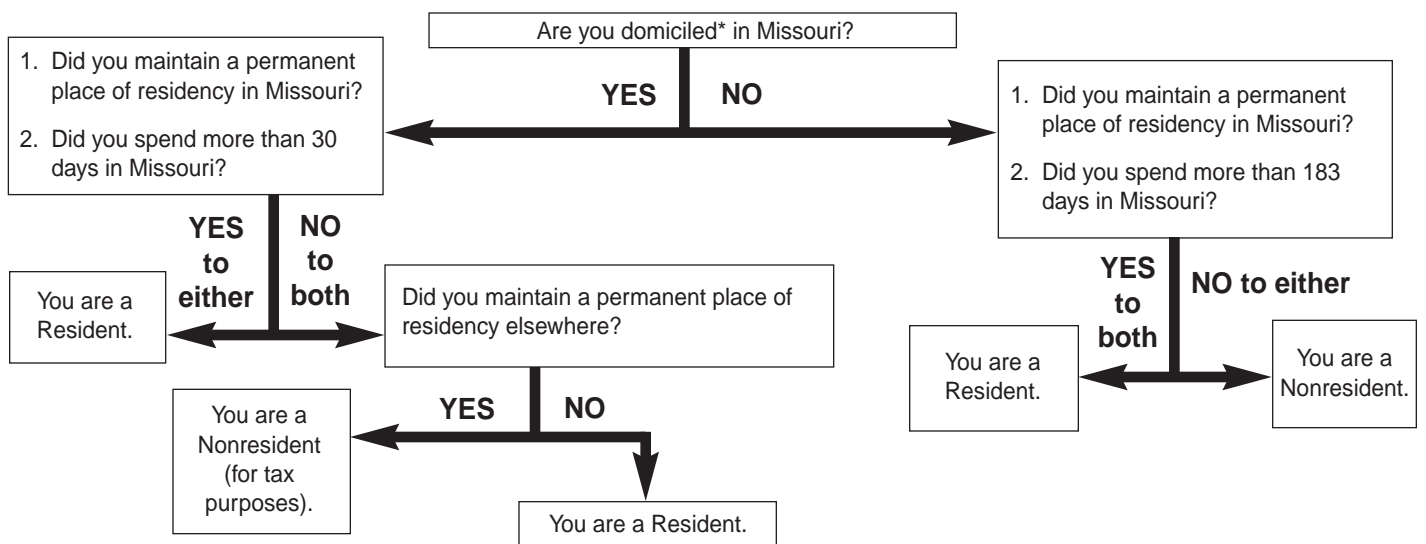 Are you domiciled* in Missouri?
YES
NO
1. Did you maintain a permanent
place of residency in Missouri?
2. Did you spend more than 30
days in Missouri?
YES
to
either
NO
to
both
You are a
Resident.
Did you maintain a permanent place of
residency elsewhere?
YES
NO
You are a
Nonresident
(for tax
purposes).
You are a Resident.
1. Did you maintain a permanent
place of residency in Missouri?
2. Did you spend more than 183
days in Missouri?
YES
to
both
NO to either
You are a
Resident.
You are a
Nonresident.